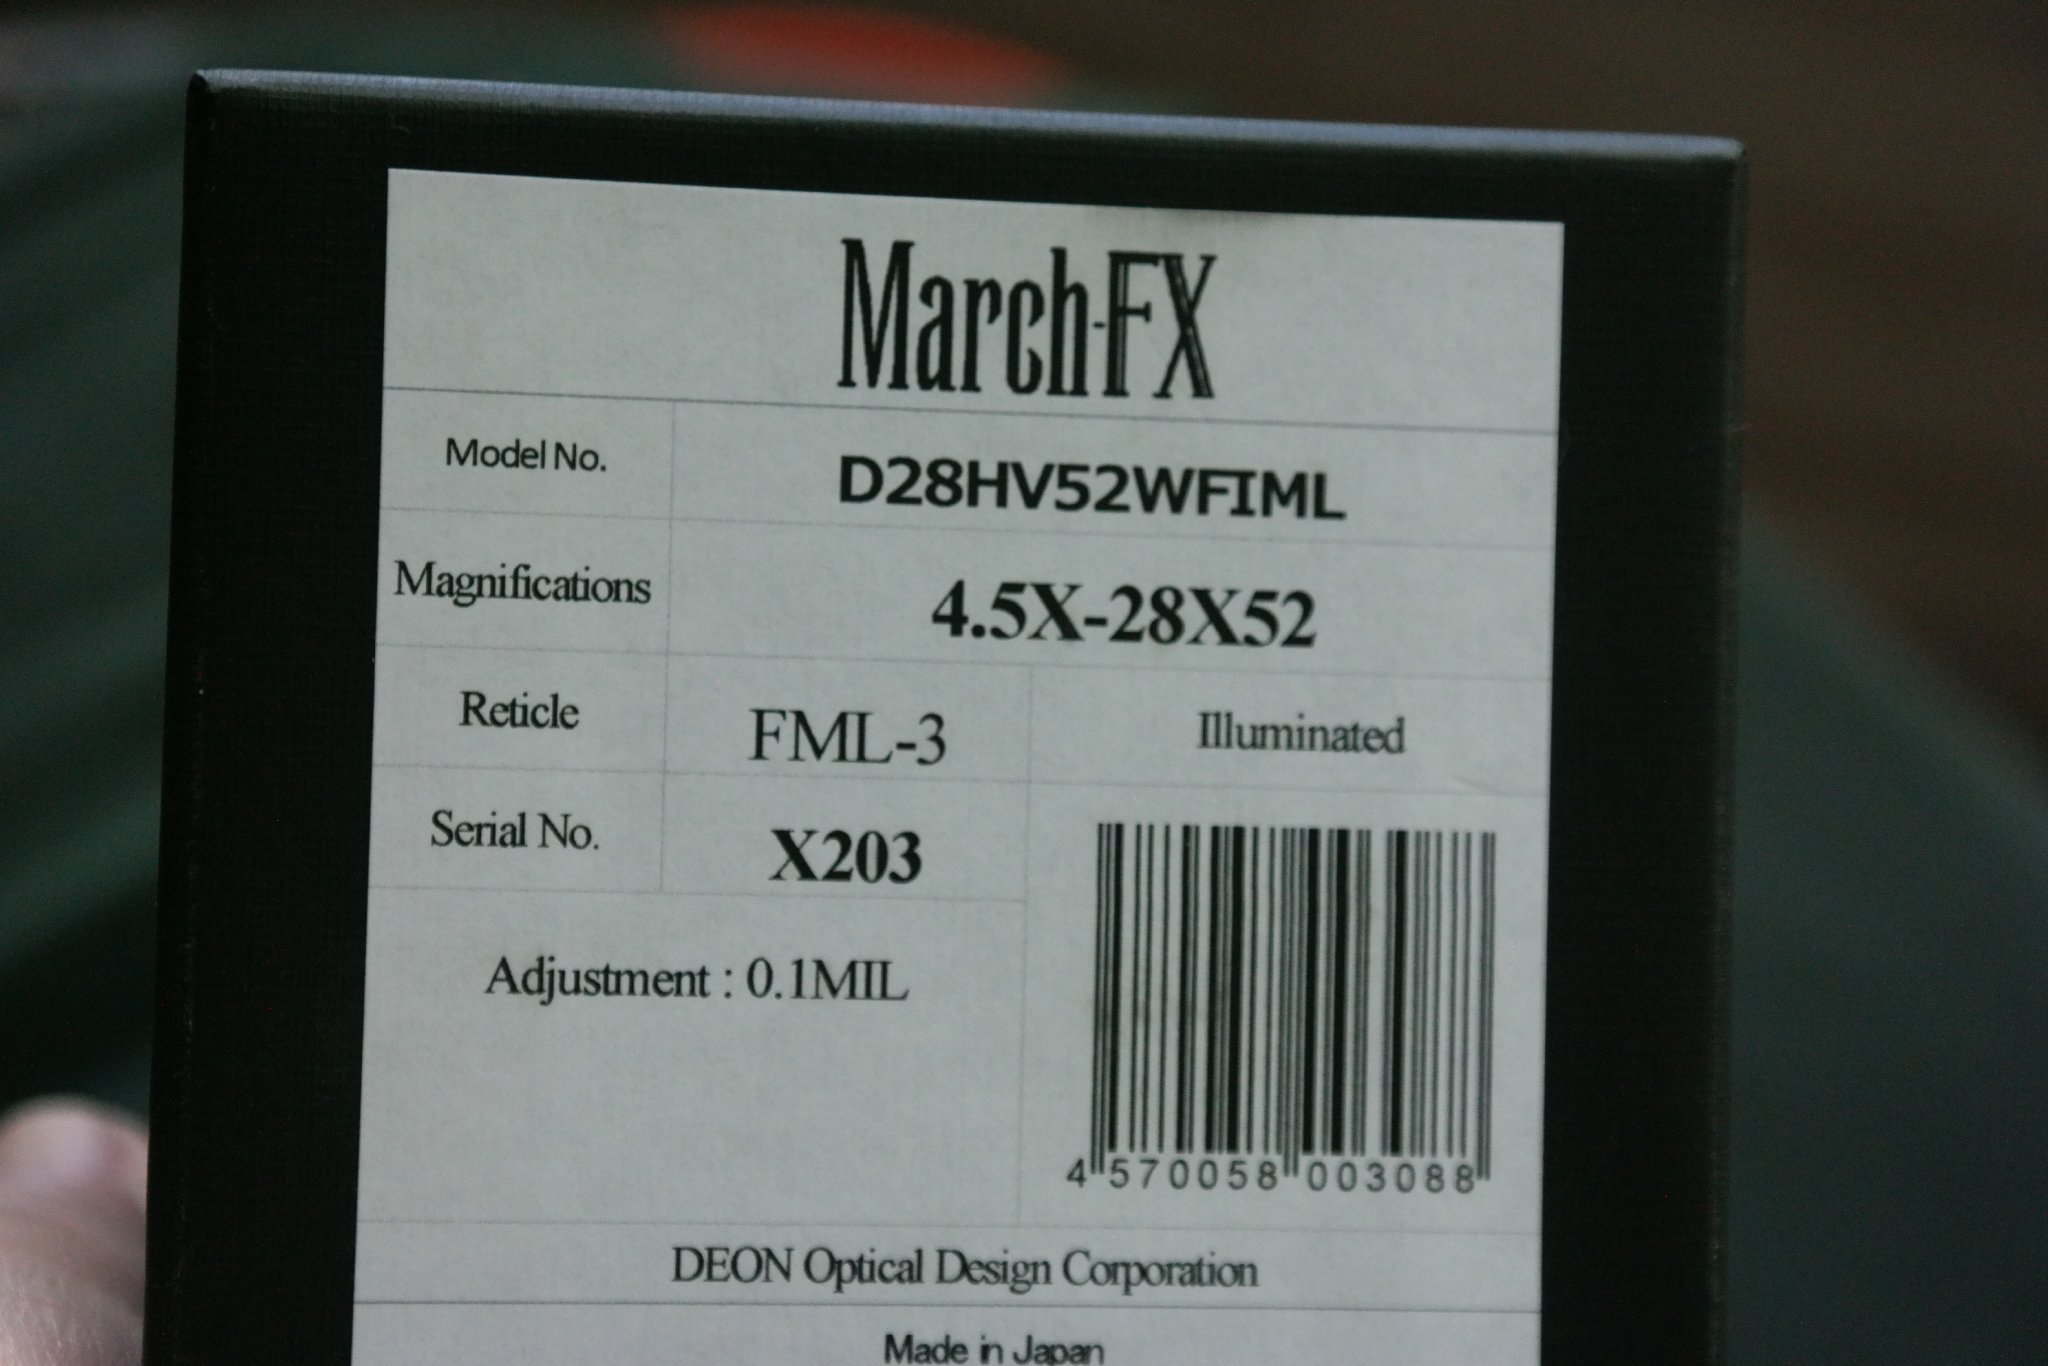 March-FX
Model No. D28HV52WFIML
Magnifications 4.5X-28X52
Reticle FML-3 Illuminated
Serial No. X203
Adjustment : 0.1MIL
4 570058 003088
DEON Optical Design Corporation
Made in Japan